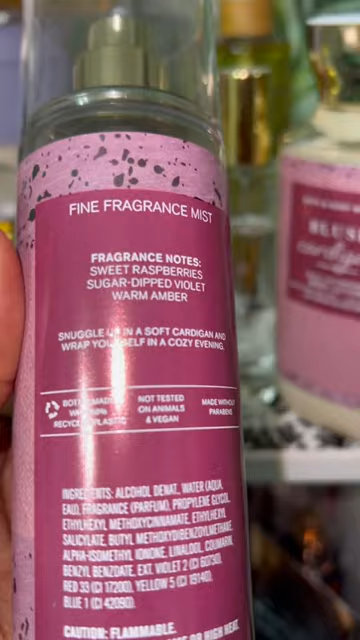 FINE FRAGRANCE MIST
FRAGRANCE NOTES:
SWEET RASPBERRIES
SUGAR-DIPPED VIOLET
WARM AMBER
SNUGGLE UP IN A SOFT CARDIGAN AND
WRAP YOURSELF IN A COZY EVENING.
NOT TESTED
ON ANIMALS
& VEGAN
MADE WITHOUT
PARABENS
INGREDIENTS: ALCOHOL DENAT., WATER (AQUA,
EAU), FRAGRANCE (PARFUM), PROPYLENE GLYCOL,
ETHYLHEXYL METHOXYCINNAMATE, ETHYLHEXYL
SALICYLATE, BUTYL METHOXYDIBENZOYLMETHANE,
ALPHA-ISOMETHYL IONONE, LINALOOL, COUMARIN,
BENZYL BENZOATE, EXT. VIOLET 2 (CI 60730),
RED 33 (CI 17200), YELLOW 5 (CI 19140),
BLUE 1 (CI 42090).
CAUTION: FLAMMABLE.
OR HIGH HEAT.